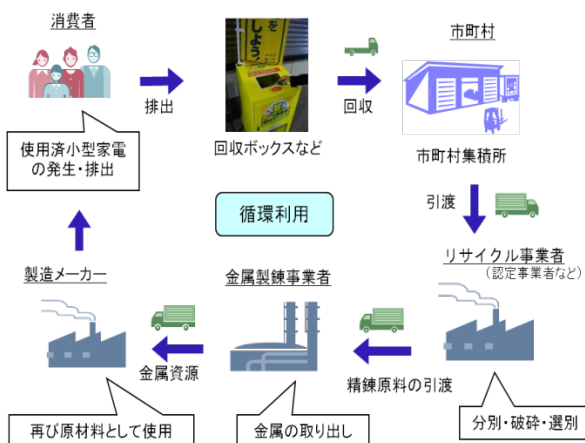 消費者
市町村
を
しよう!
排出
回収
使用済小型家電
の発生・排出
回収ボックスなど
市町村集積所
循環利用
引渡
製造メーカー
金属製錬事業者
リサイクル事業者
(認定事業者など)
金属資源
精錬原料の引渡
再び原材料として使用
金属の取り出し
分別・破砕・選別